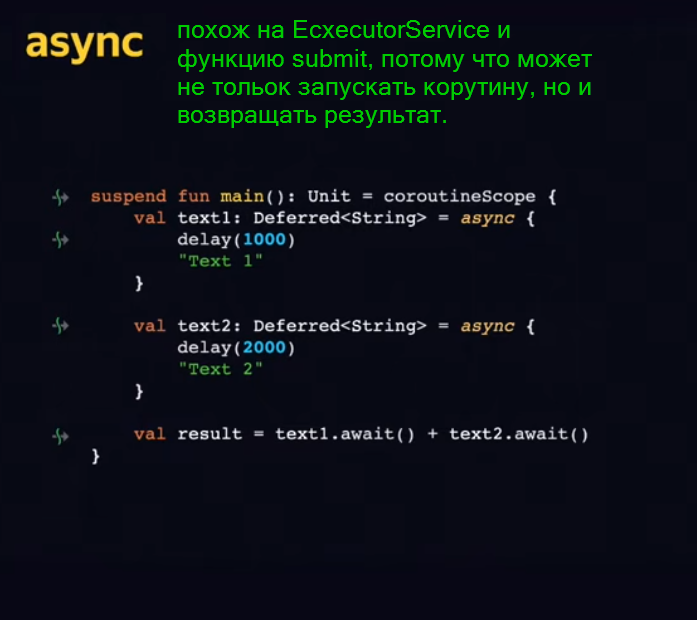 async
похож на EcxecutorService и
функцию submit, потому что может
не тольок запускать корутину, но и
возвращать результат.
suspend fun main(): Unit = coroutineScope {
    val text1: Deferred<String> = async {
        delay(1000)
        "Text 1"
    }
    val text2: Deferred<String> = async {
        delay(2000)
        "Text 2"
    }
    val result = text1.await() + text2.await()
}